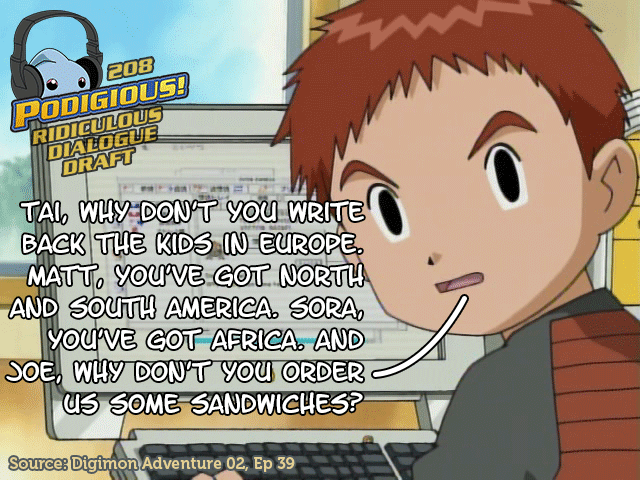 208
PODIGIOUS!
RIDICULOUS
DIALOGUE
DRAFT
TAI, WHY DON'T YOU WRITE
BACK THE KIDS IN EUROPE.
MATT, YOU'VE GOT NORTH
AND SOUTH AMERICA. SORA,
YOU'VE GOT AFRICA. AND
JOE, WHY DON'T YOU ORDER
US SOME SANDWICHES?
Source: Digimon Adventure 02, Ep 39